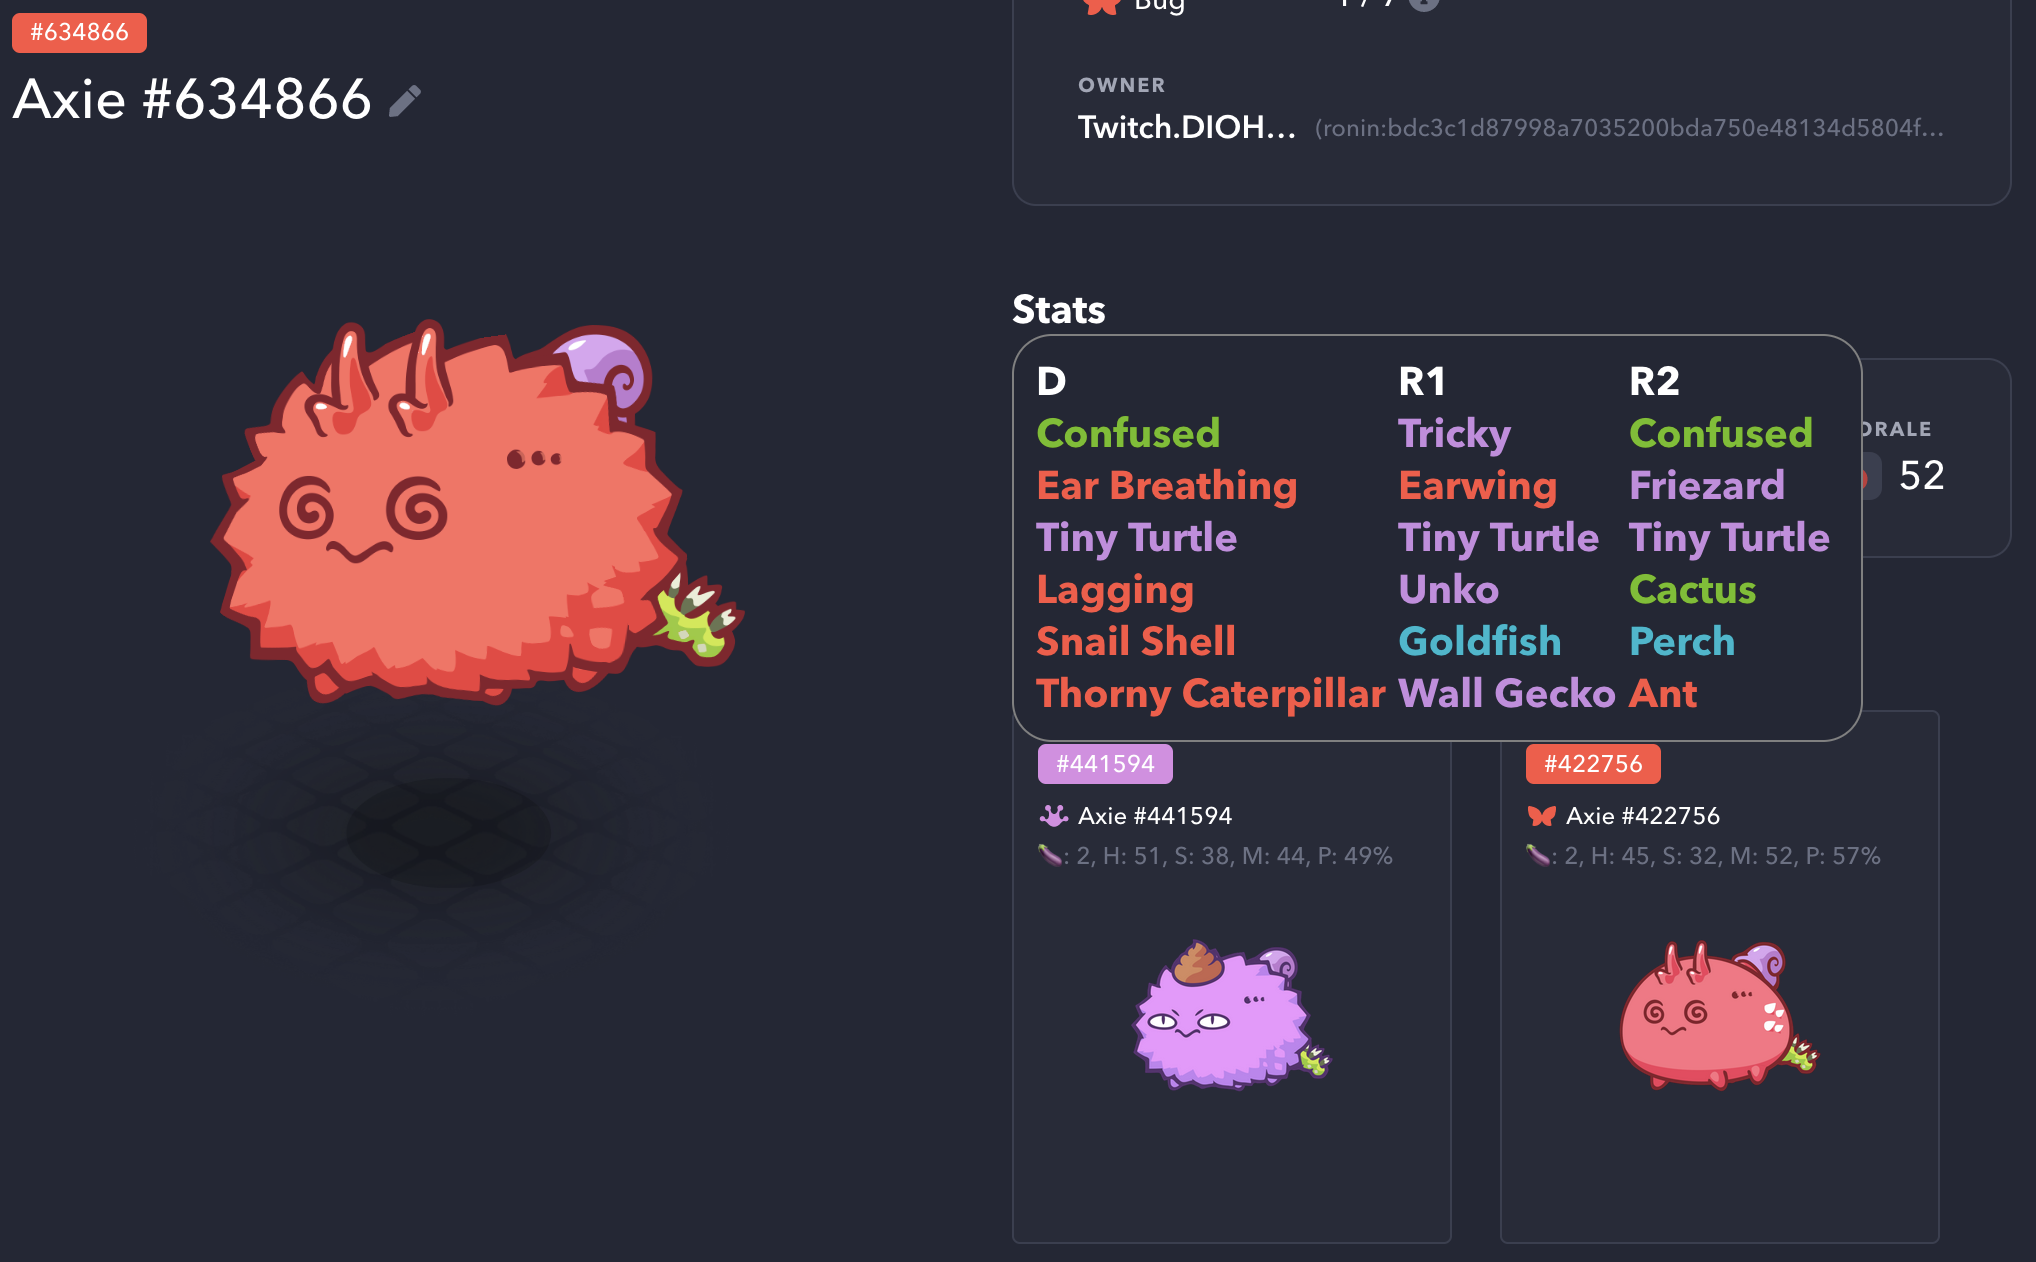 #634866
Axie #634866
Bug
OWNER
Twitch.DIOH... (ronin:bdc3c1d87998a7035200bda750e48134d5804f...
Stats
D R1 R2
Confused Tricky Confused
Ear Breathing Earwing Friezard
Tiny Turtle Tiny Turtle Tiny Turtle
Lagging Unko Cactus
Snail Shell Goldfish Perch
Thorny Caterpillar Wall Gecko Ant
ORALE
52
#441594
Axie #441594
: 2, H: 51, S: 38, M: 44, P: 49%
#422756
Axie #422756
: 2, H: 45, S: 32, M: 52, P: 57%